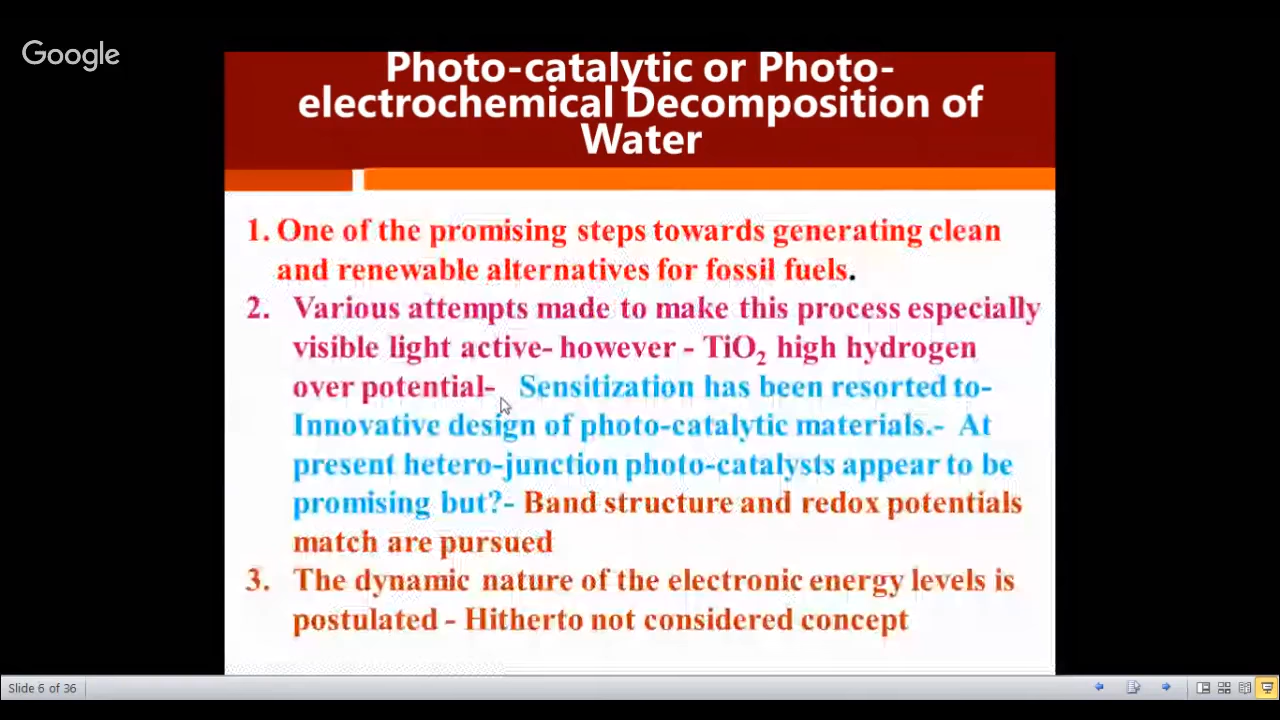 Google
Photo-catalytic or Photo-
electrochemical Decomposition of
Water
1. One of the promising steps towards generating clean
and renewable alternatives for fossil fuels.
2. Various attempts made to make this process especially
visible light active- however - TiO₂ high hydrogen
over potential- Sensitization has been resorted to-
Innovative design of photo-catalytic materials.- At
present hetero-junction photo-catalysts appear to be
promising but?- Band structure and redox potentials
match are pursued
3. The dynamic nature of the electronic energy levels is
postulated - Hitherto not considered concept
Slide 6 of 36